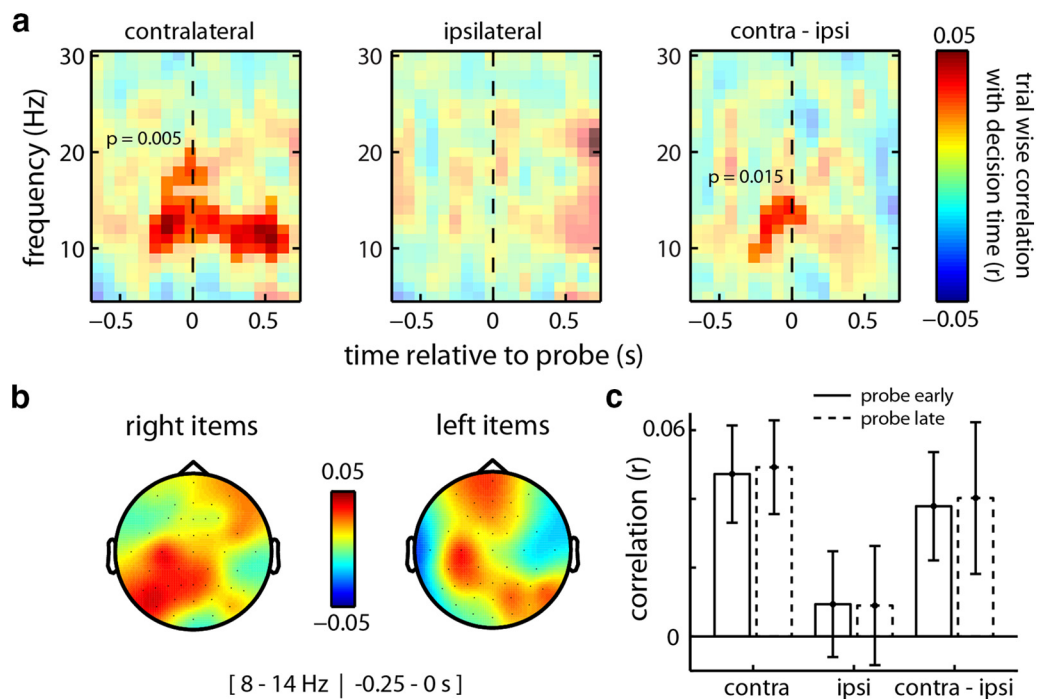 a
contralateral
ipsilateral
contra - ipsi
30
20
10
frequency (Hz)
p = 0.005
−0.5
0
0.5
30
20
10
−0.5
0
0.5
30
20
10
p = 0.015
−0.5
0
0.5
0.05
−0.05
trial wise correlation
with decision time (r)
time relative to probe (s)
b
right items
left items
0.05
−0.05
[ 8 - 14 Hz | -0.25 - 0 s ]
c
probe early
probe late
0.06
0
correlation (r)
contra
ipsi
contra - ipsi